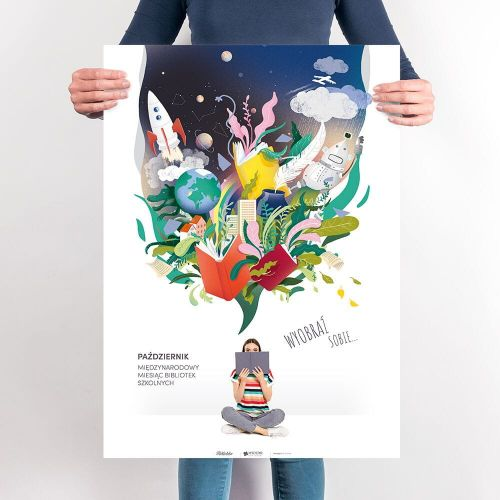 WYOBRAŹ
SOBIE...
PAŹDZIERNIK
MIĘDZYNARODOWY
MIESIĄC BIBLIOTEK
SZKOLNYCH